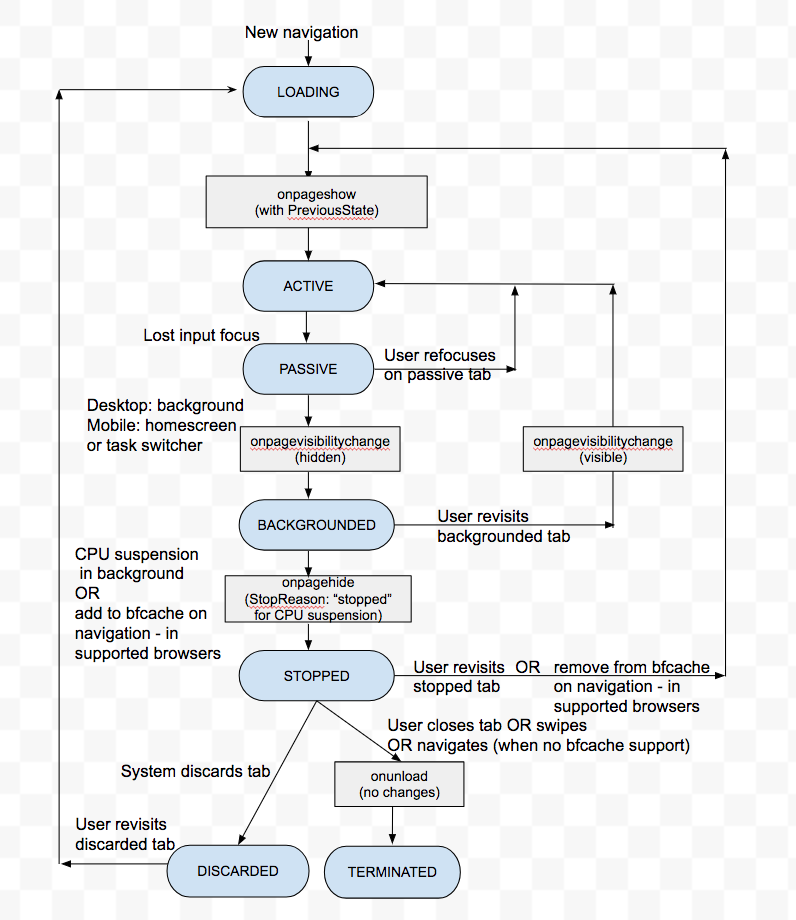 New navigation
LOADING
onpageshow
(with PreviousState)
ACTIVE
Lost input focus
PASSIVE
User refocuses
on passive tab
Desktop: background
Mobile: homescreen
or task switcher
onpagevisibilitychange
(hidden)
onpagevisibilitychange
(visible)
BACKGROUNDED
User revisits
backgrounded tab
CPU suspension
in background
OR
add to bfcache on
navigation - in
supported browsers
onpagehide
(StopReason: “stopped”
for CPU suspension)
STOPPED
User revisits
stopped tab
OR
remove from bfcache
on navigation - in
supported browsers
User closes tab OR swipes
OR navigates (when no bfcache support)
System discards tab
onunload
(no changes)
User revisits
discarded tab
DISCARDED
TERMINATED